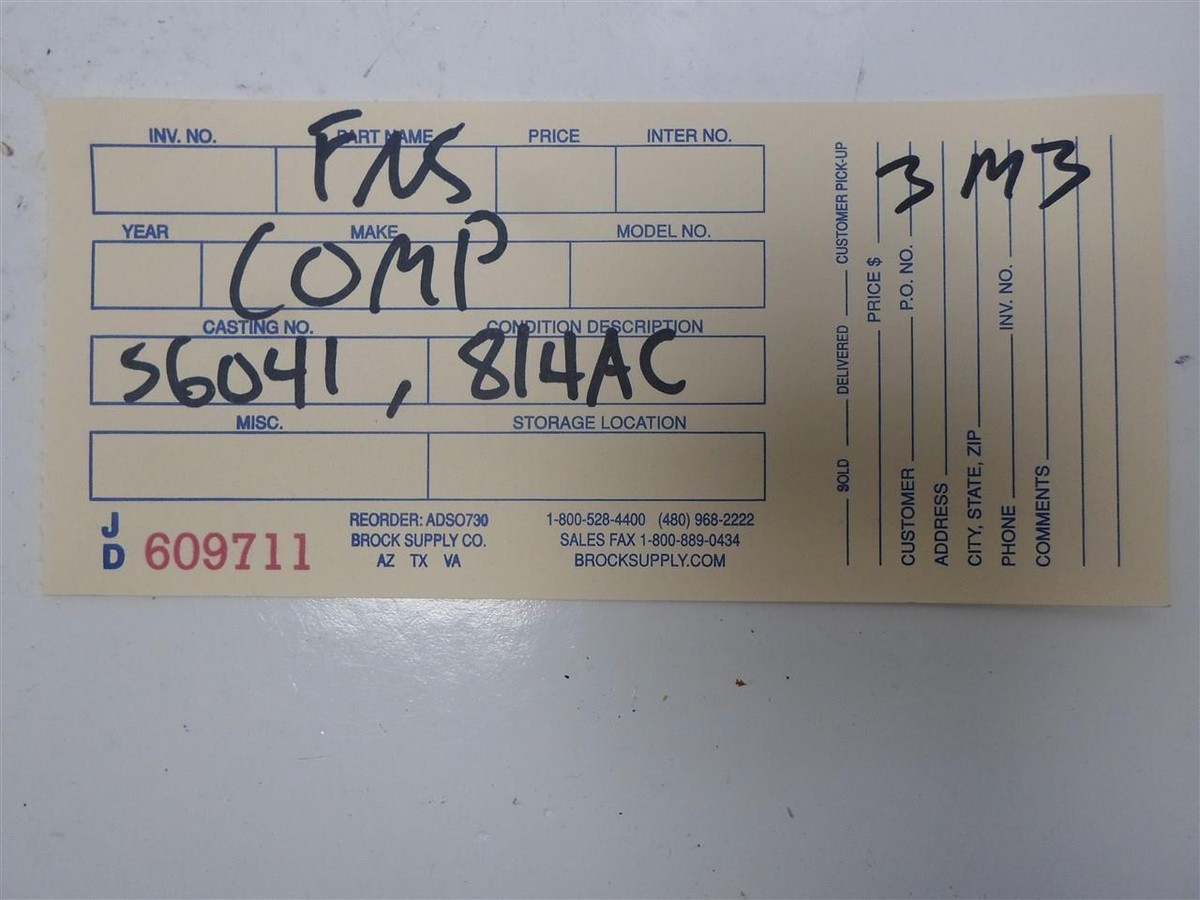 INV. NO. PART NAME PRICE INTER NO.
FNS
YEAR MAKE MODEL NO.
COMP
CASTING NO. CONDITION DESCRIPTION
S6041, 814AC
MISC. STORAGE LOCATION
JD 609711
REORDER: ADSO730
BROCK SUPPLY CO.
AZ TX VA
1-800-528-4400 (480) 968-2222
SALES FAX 1-800-889-0434
BROCKSUPPLY.COM
3 M3
SOLD DELIVERED CUSTOMER PICK-UP
PRICE $
CUSTOMER P.O. NO.
ADDRESS
CITY, STATE, ZIP
PHONE INV. NO.
COMMENTS